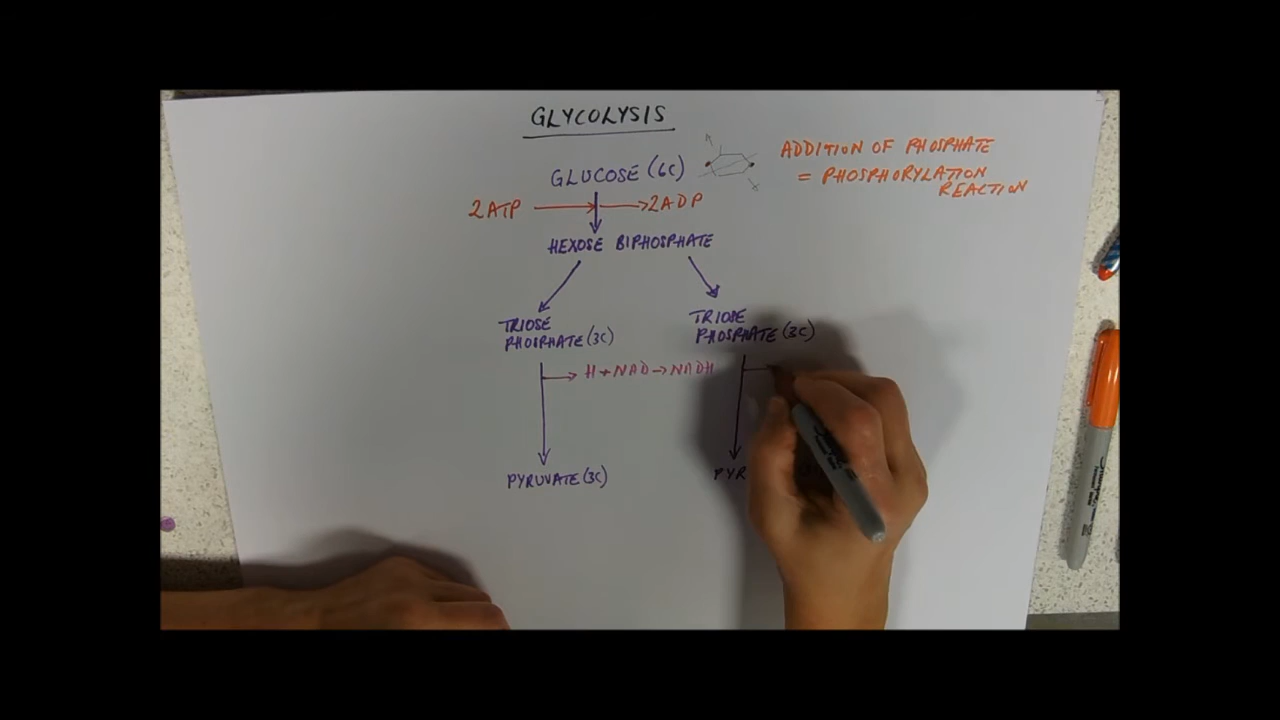 GLYCOLYSIS
GLUCOSE (6C)
ADDITION OF PHOSPHATE
= PHOSPHORYLATION
REACTION
2ATP
2ADP
HEXOSE BIPHOSPHATE
TRIOSE
PHOSPHATE (3C)
TRIOSE
PHOSPHATE (3C)
H + NAD → NADH
PYRUVATE (3C)
PYR